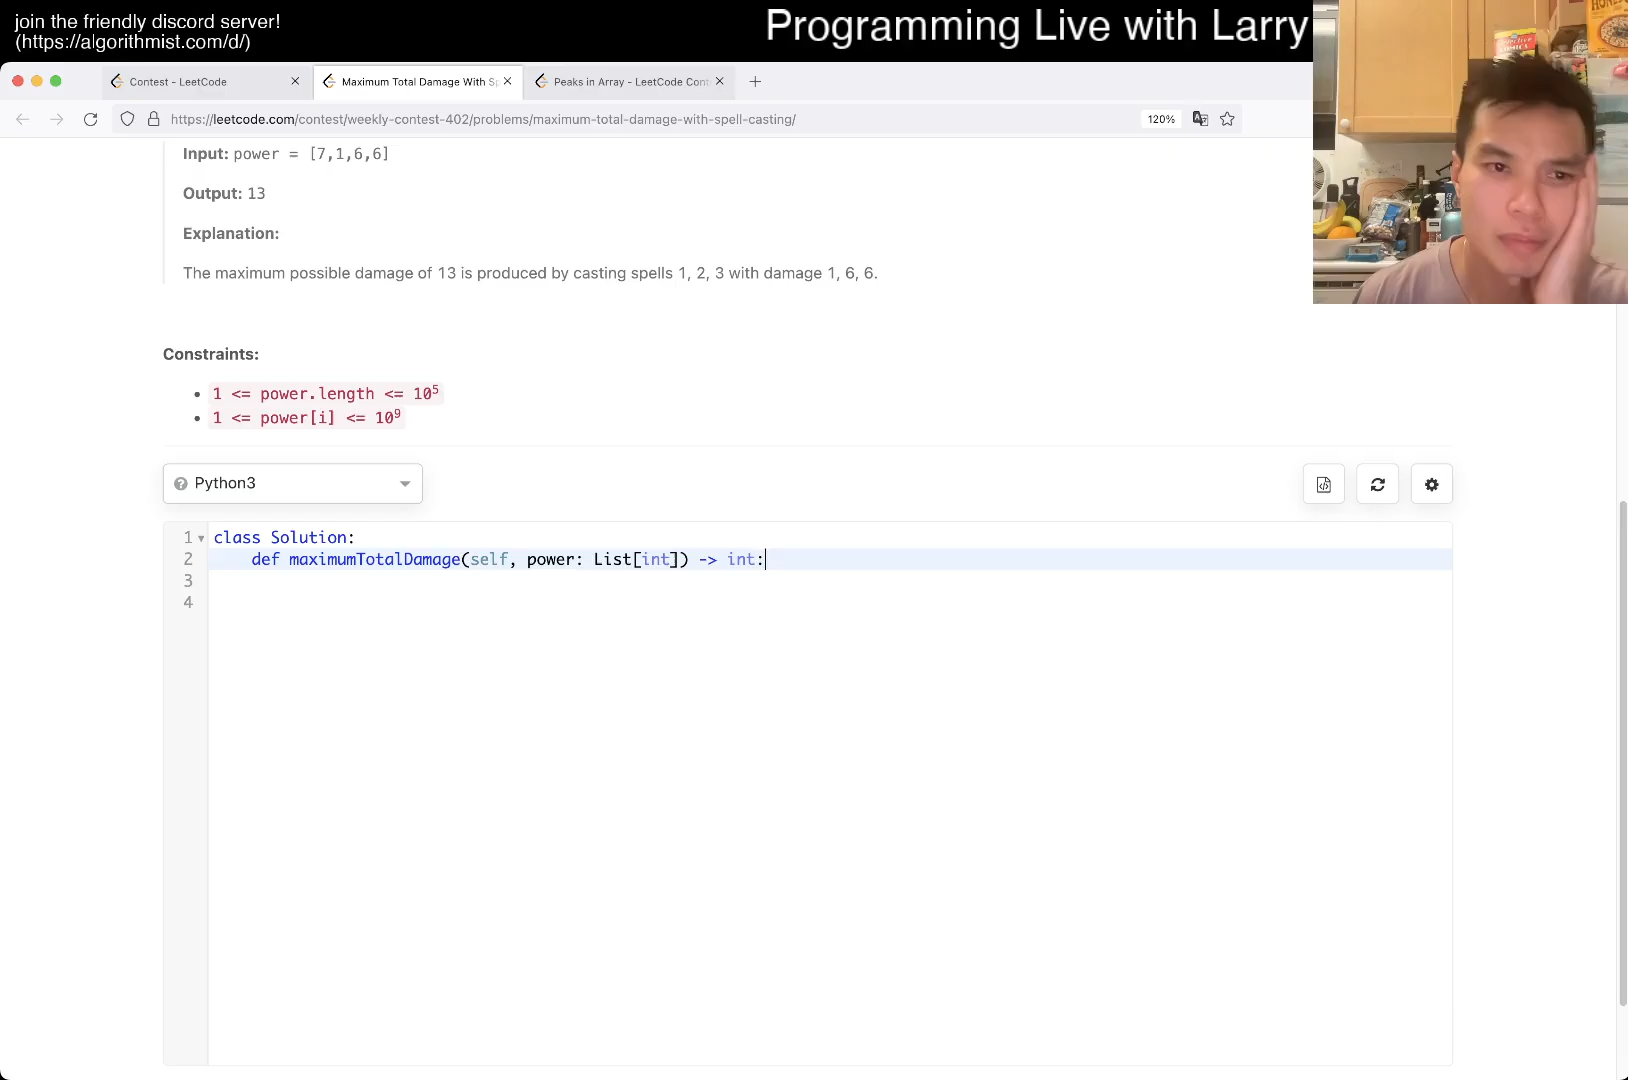 join the friendly discord server!
(https://algorithmist.com/d/)
Programming Live with Larry
Contest - LeetCode
Maximum Total Damage With Sp
Peaks in Array - LeetCode Cont
https://leetcode.com/contest/weekly-contest-402/problems/maximum-total-damage-with-spell-casting/
120%
Input: power = [7,1,6,6]
Output: 13
Explanation:
The maximum possible damage of 13 is produced by casting spells 1, 2, 3 with damage 1, 6, 6.
Constraints:
1 <= power.length <= 10⁵
1 <= power[i] <= 10⁹
Python3
1 class Solution:
2 def maximumTotalDamage(self, power: List[int]) -> int:
3
4